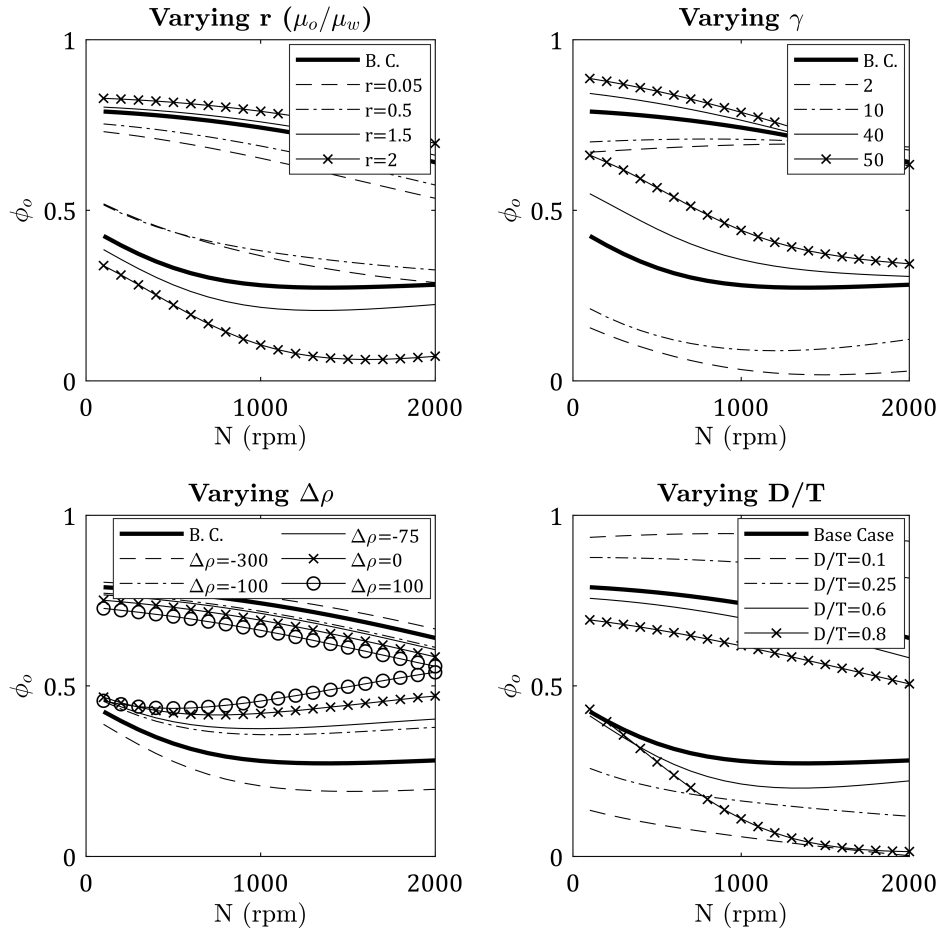 Varying r (μₒ/μ_w)
1
B. C.
r=0.05
r=0.5
r=1.5
r=2
0.5
ϕₒ
0
0
1000
2000
N (rpm)
Varying γ
1
B. C.
2
10
40
50
0.5
ϕₒ
0
0
1000
2000
N (rpm)
Varying Δρ
1
B. C.
Δρ=-300
Δρ=-100
Δρ=-75
Δρ=0
Δρ=100
0.5
ϕₒ
0
0
1000
2000
N (rpm)
Varying D/T
1
Base Case
D/T=0.1
D/T=0.25
D/T=0.6
D/T=0.8
0.5
ϕₒ
0
0
1000
2000
N (rpm)